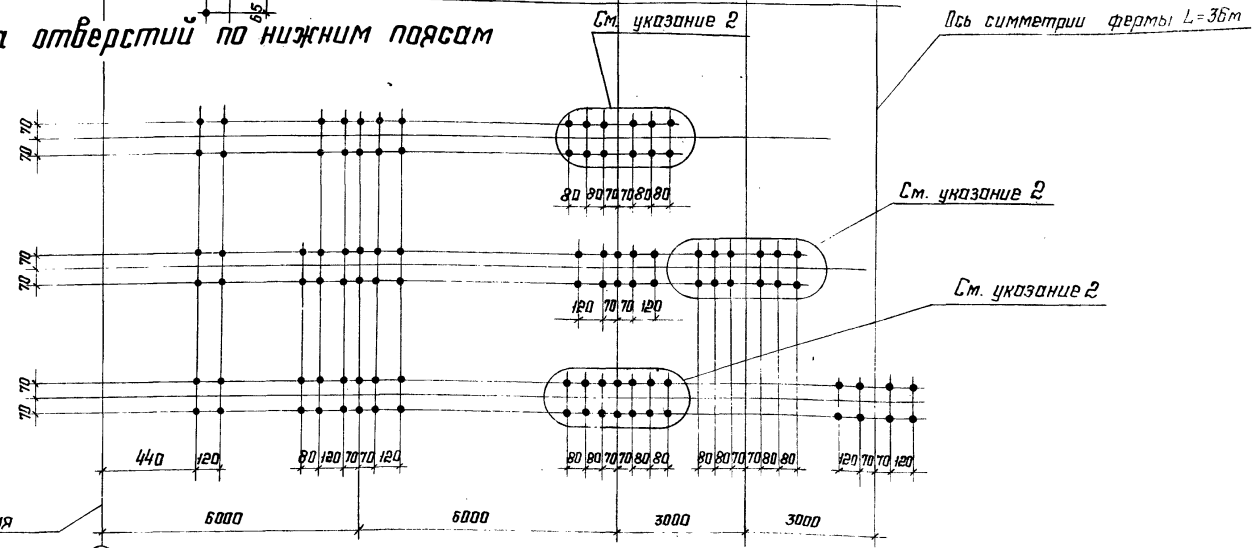 65
См. указание 2
Ось симметрии фермы L=36м
отверстий по нижним поясам
70
70
80 80 70 70 80 80
См. указание 2
70
70
120 70 70 120
См. указание 2
70
70
440 120 80 120 70 70 120 80 80 70 70 80 80 80 80 70 70 80 80 120 70 70 120
6000 6000 3000 3000